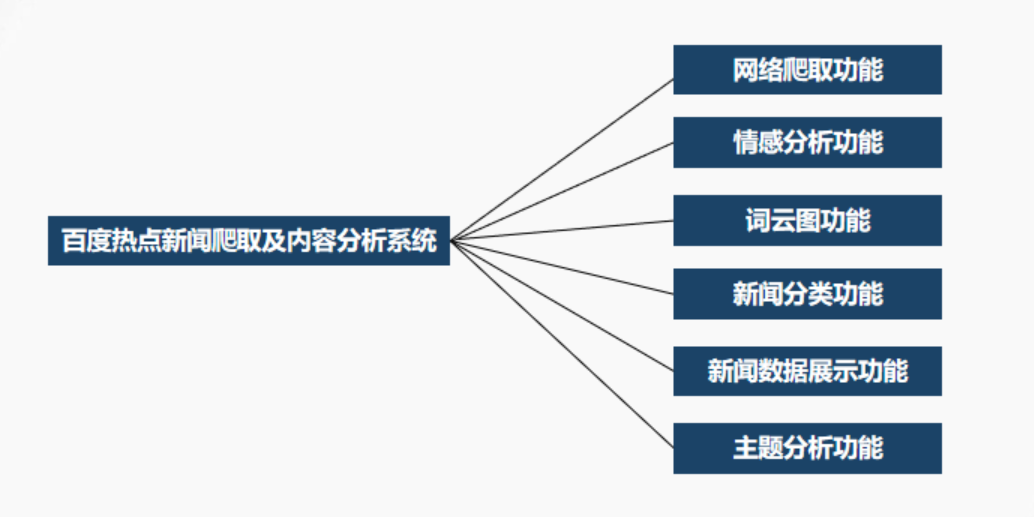 网络爬取功能
情感分析功能
词云图功能
百度热点新闻爬取及内容分析系统
新闻分类功能
新闻数据展示功能
主题分析功能